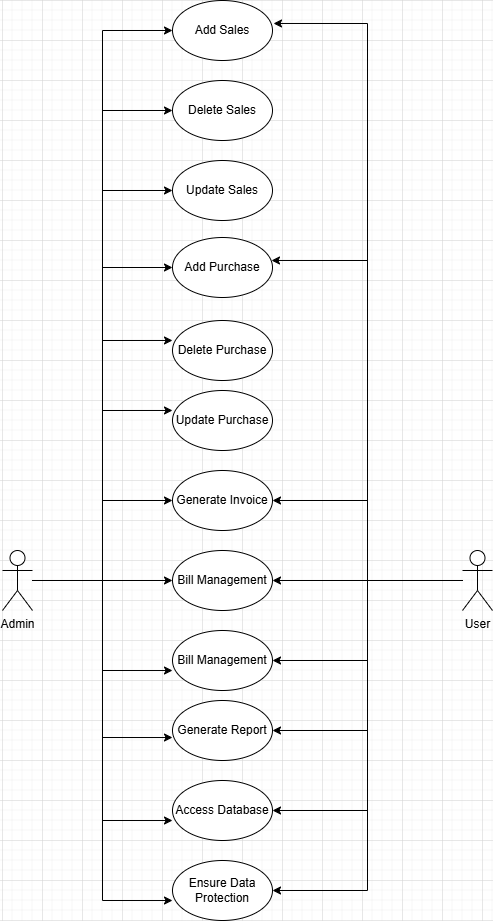 Add Sales
Delete Sales
Update Sales
Add Purchase
Delete Purchase
Update Purchase
Generate Invoice
Bill Management
Admin
User
Bill Management
Generate Report
Access Database
Ensure Data
Protection